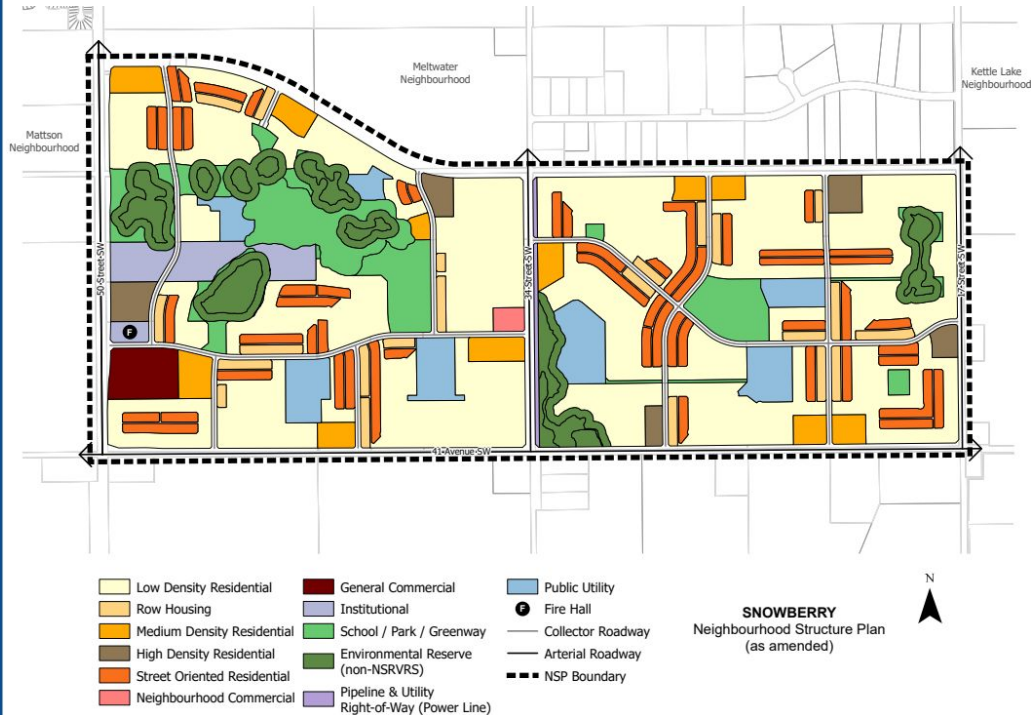 Meltwater
Neighbourhood
Kettle Lake
Neighbourhood
Mattson
Neighbourhood
50-Street-SW
34-Street-SW
17-Street-SW
F
41-Avenue-SW
Low Density Residential
Row Housing
Medium Density Residential
High Density Residential
Street Oriented Residential
Neighbourhood Commercial
General Commercial
Institutional
School / Park / Greenway
Environmental Reserve
(non-NSRVRS)
Pipeline & Utility
Right-of-Way (Power Line)
Public Utility
F Fire Hall
Collector Roadway
Arterial Roadway
NSP Boundary
SNOWBERRY
Neighbourhood Structure Plan
(as amended)
N